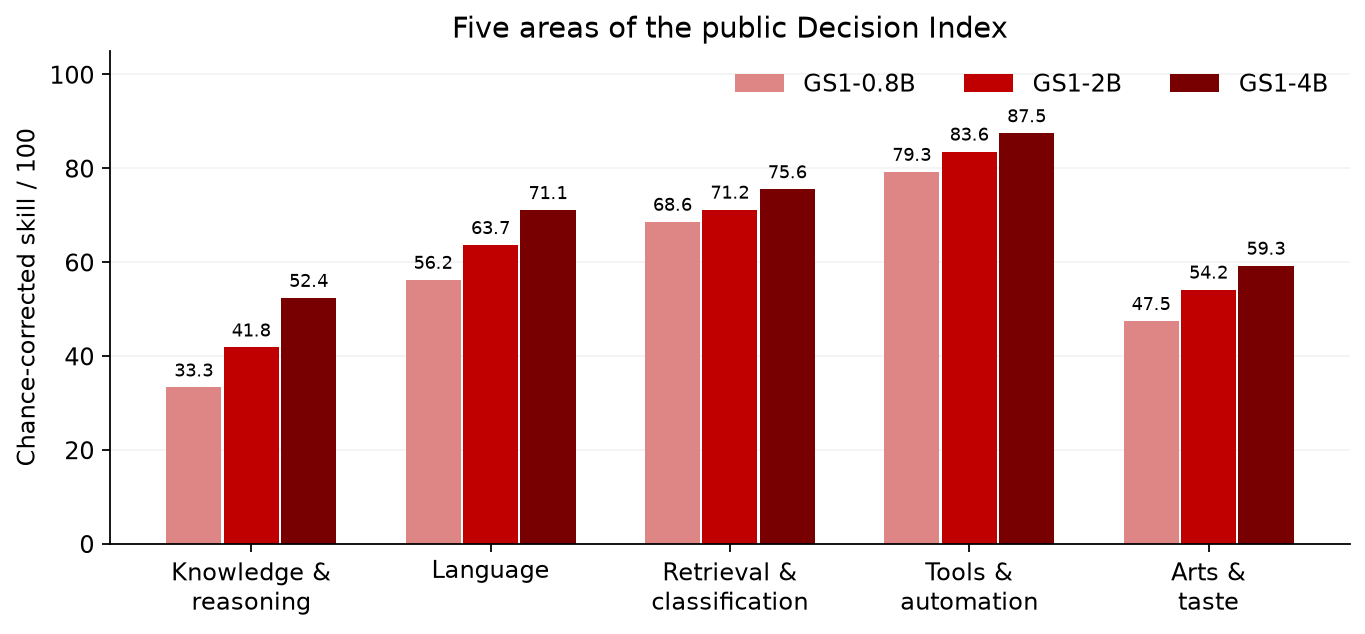 Five areas of the public Decision Index
GS1-0.8B GS1-2B GS1-4B
Chance-corrected skill / 100
100
80
60
40
20
0
33.3 41.8 52.4
56.2 63.7 71.1
68.6 71.2 75.6
79.3 83.6 87.5
47.5 54.2 59.3
Knowledge &
reasoning
Language
Retrieval &
classification
Tools &
automation
Arts &
taste